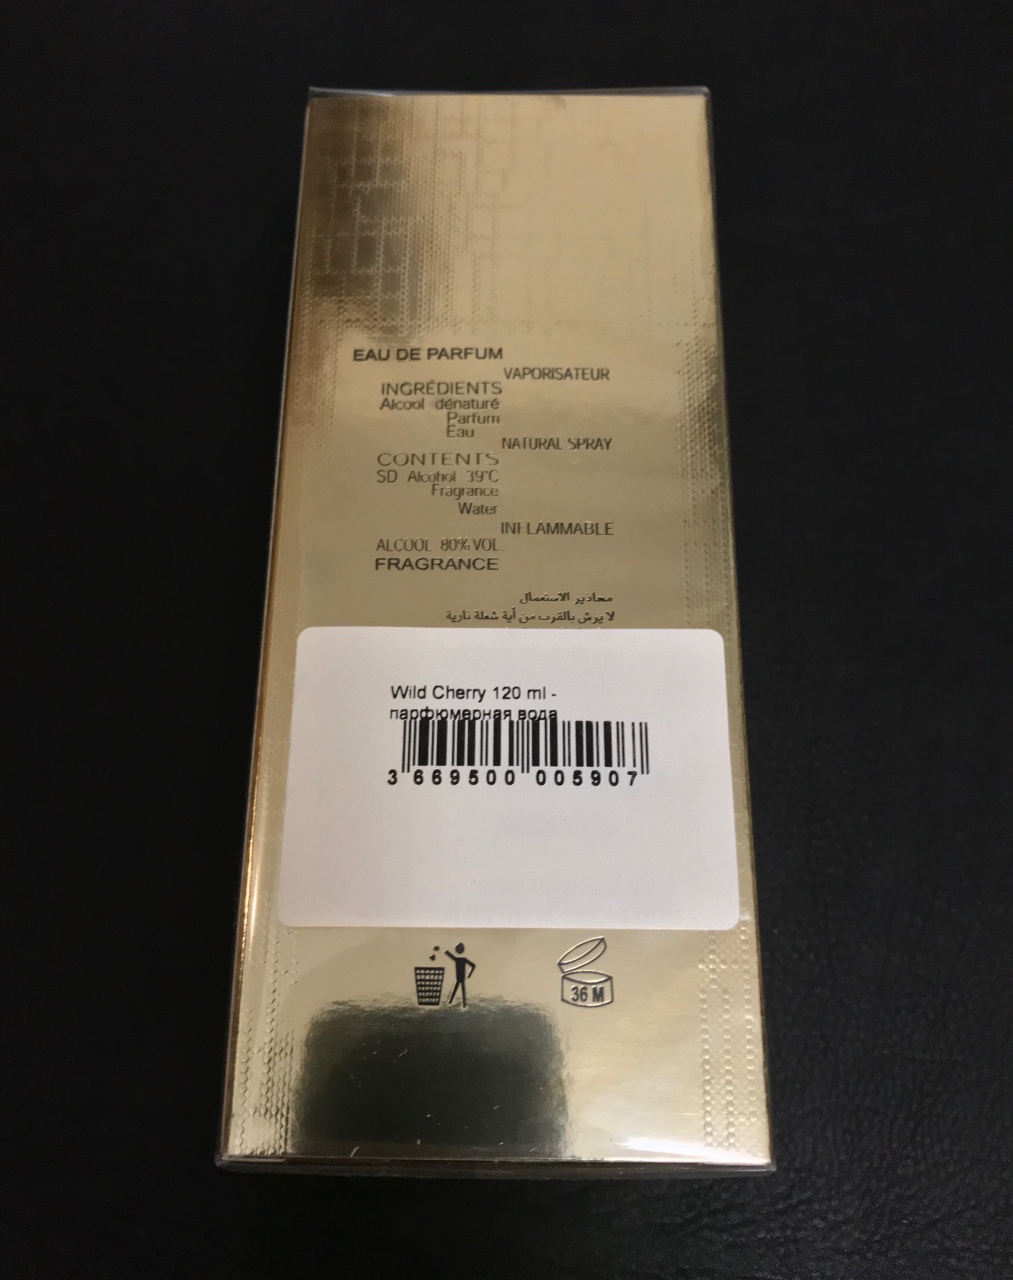 EAU DE PARFUM
VAPORISATEUR
INGRÉDIENTS
Alcool dénaturé
Parfum
Eau
NATURAL SPRAY
CONTENTS
SD Alcohol 39°C
Fragrance
Water
INFLAMMABLE
ALCOOL 80% VOL.
FRAGRANCE
محاذير الاستعمال
لا يرش بالقرب من أية شعلة نارية
Wild Cherry 120 ml -
парфюмерная вода
3 669500 005907
36 M